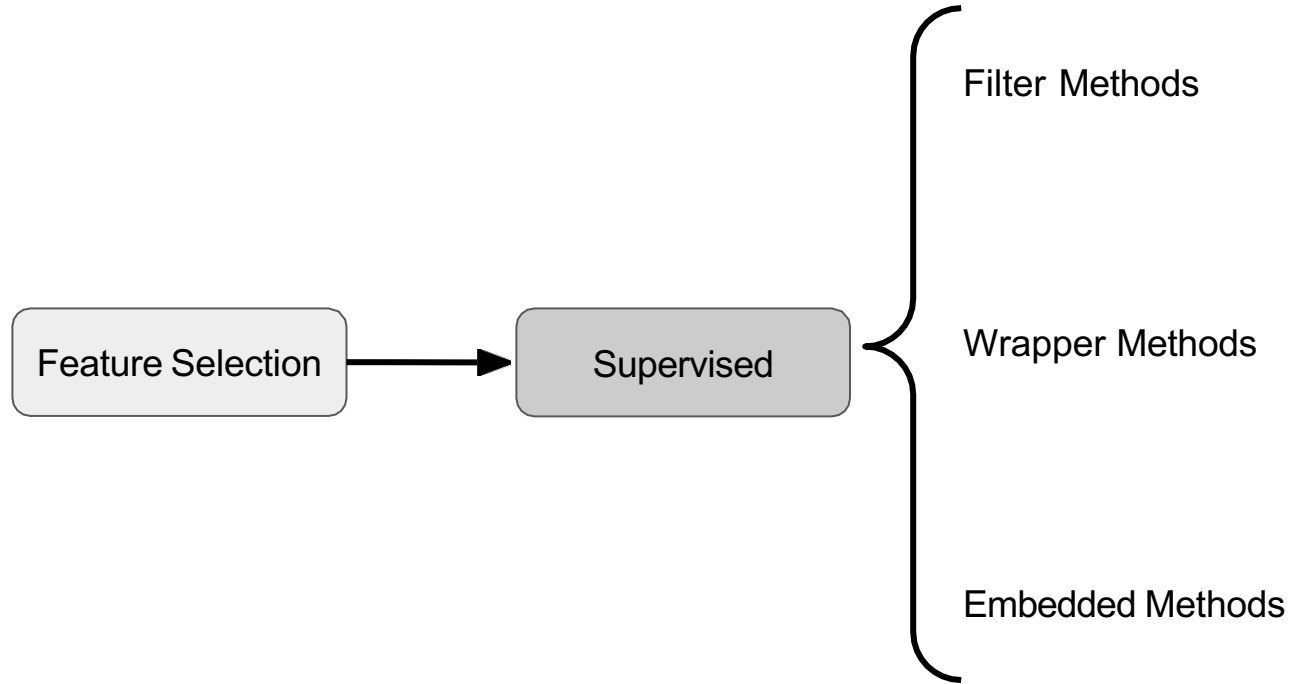 Feature Selection
Supervised
Filter Methods
Wrapper Methods
Embedded Methods